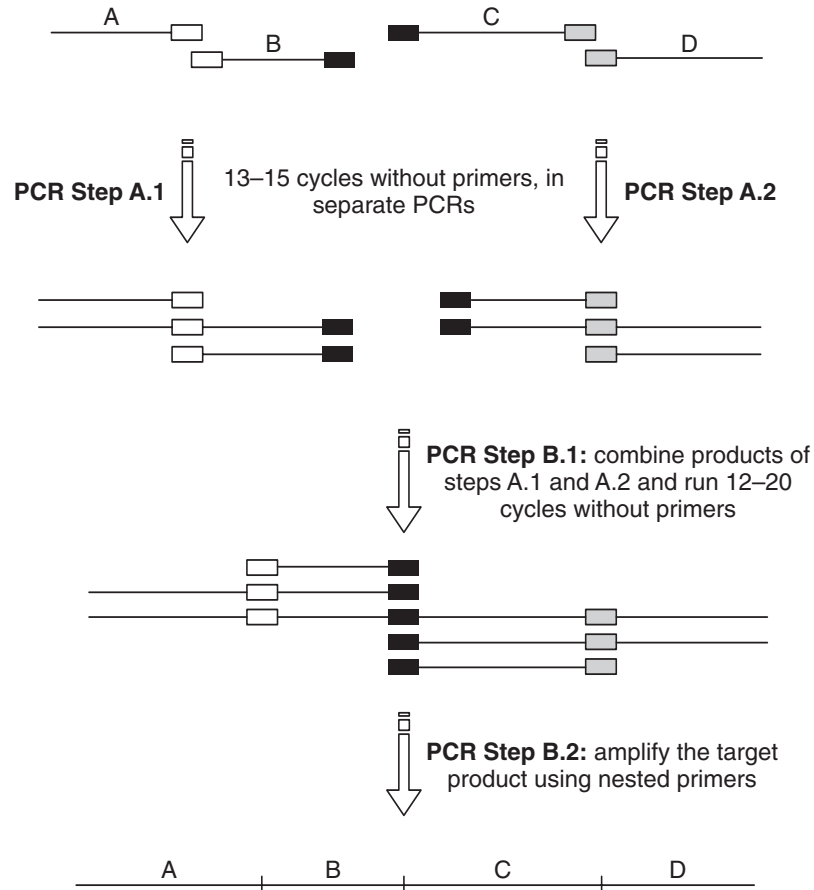 A
B
C
D
PCR Step A.1
13–15 cycles without primers, in
separate PCRs
PCR Step A.2
PCR Step B.1: combine products of
steps A.1 and A.2 and run 12–20
cycles without primers
PCR Step B.2: amplify the target
product using nested primers
A B C D